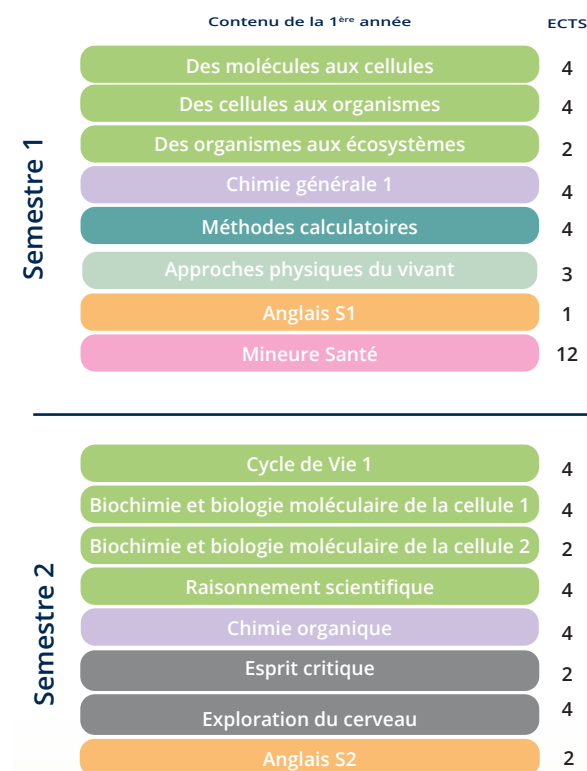 Contenu de la 1ère année ECTS
Semestre 1
Des molécules aux cellules 4
Des cellules aux organismes 4
Des organismes aux écosystèmes 2
Chimie générale 1 4
Méthodes calculatoires 4
Approches physiques du vivant 3
Anglais S1 1
Mineure Santé 12
Semestre 2
Cycle de Vie 1 4
Biochimie et biologie moléculaire de la cellule 1 4
Biochimie et biologie moléculaire de la cellule 2 2
Raisonnement scientifique 4
Chimie organique 4
Esprit critique 2
Exploration du cerveau 4
Anglais S2 2